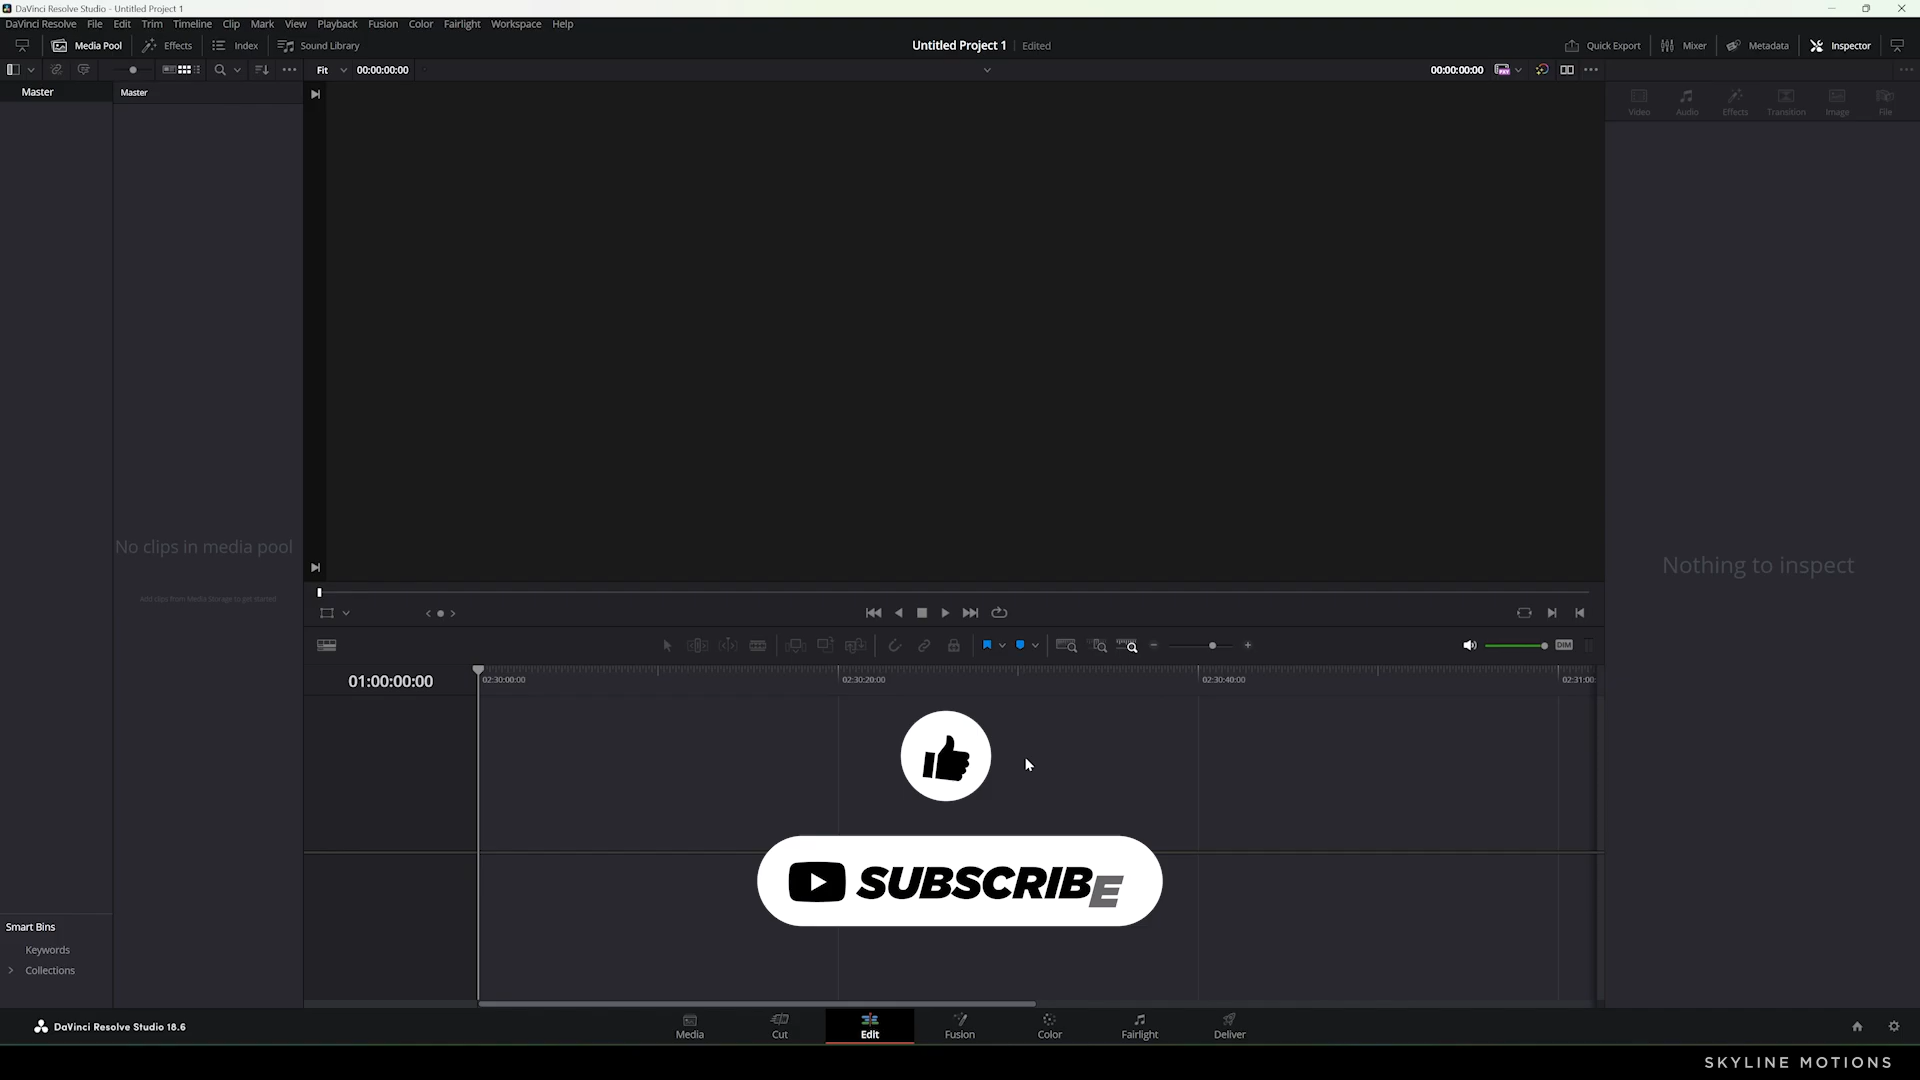 DaVinci Resolve Studio - Untitled Project 1
DaVinci Resolve File Edit Trim Timeline Clip Mark View Playback Fusion Color Fairlight Workspace Help
Media Pool Effects Index Sound Library Untitled Project 1 Edited Quick Export Mixer Metadata Inspector
Fit 00:00:00:00 00:00:00:00
Master Master
Video Audio Effects Transition Image File
No clips in media pool
Add clips from Media Storage to get started
Nothing to inspect
DIM
01:00:00:00 02:30:00:00 02:30:20:00 02:30:40:00 02:31:00:
SUBSCRIBE
Smart Bins
Keywords
Collections
DaVinci Resolve Studio 18.6 Media Cut Edit Fusion Color Fairlight Deliver
SKYLINE MOTIONS